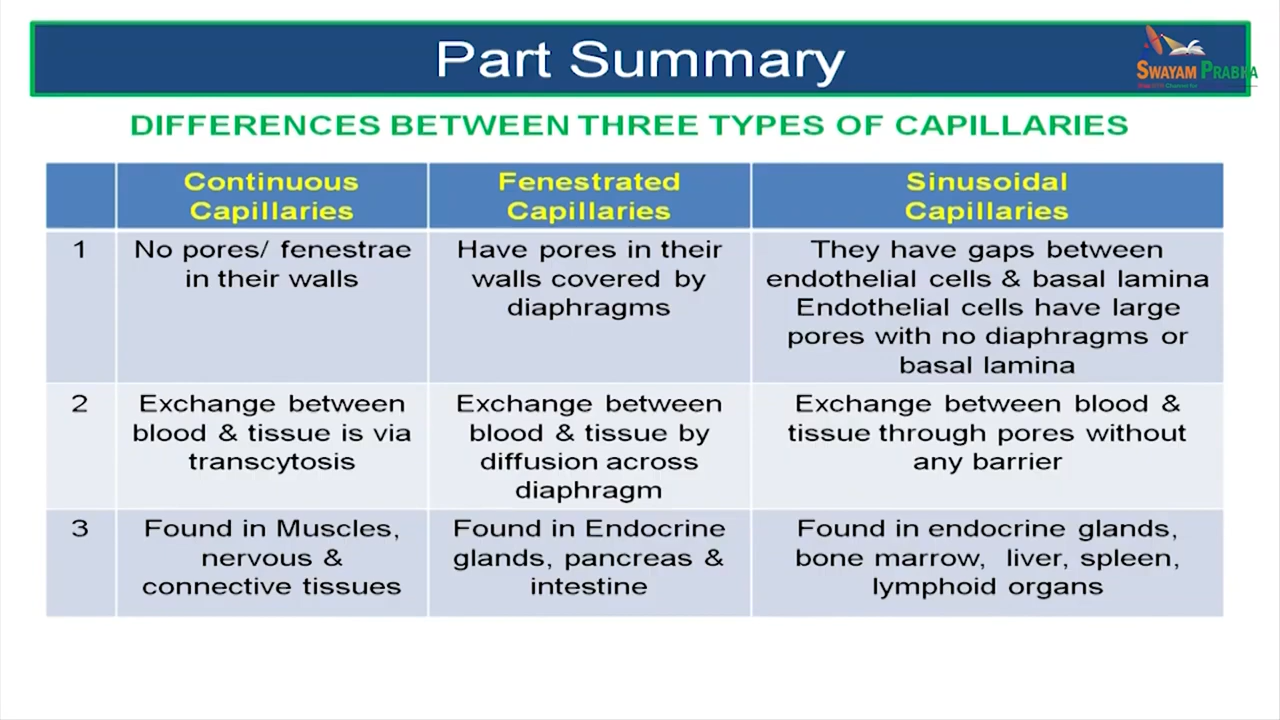 Part Summary
SWAYAM PRABHA
DIFFERENCES BETWEEN THREE TYPES OF CAPILLARIES
Continuous
Capillaries
Fenestrated
Capillaries
Sinusoidal
Capillaries
1
No pores/ fenestrae
in their walls
Have pores in their
walls covered by
diaphragms
They have gaps between
endothelial cells & basal lamina
Endothelial cells have large
pores with no diaphragms or
basal lamina
2
Exchange between
blood & tissue is via
transcytosis
Exchange between
blood & tissue by
diffusion across
diaphragm
Exchange between blood &
tissue through pores without
any barrier
3
Found in Muscles,
nervous &
connective tissues
Found in Endocrine
glands, pancreas &
intestine
Found in endocrine glands,
bone marrow, liver, spleen,
lymphoid organs